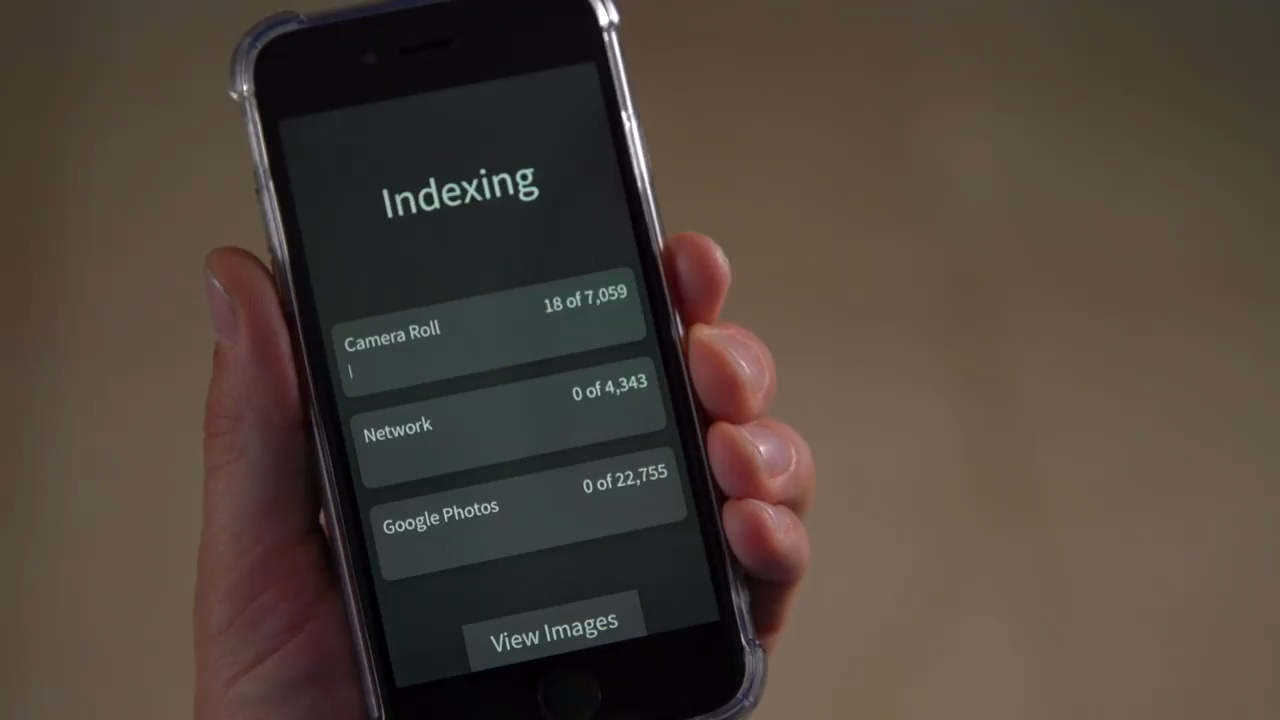 Indexing
Camera Roll 18 of 7,059
Network 0 of 4,343
Google Photos 0 of 22,755
View Images